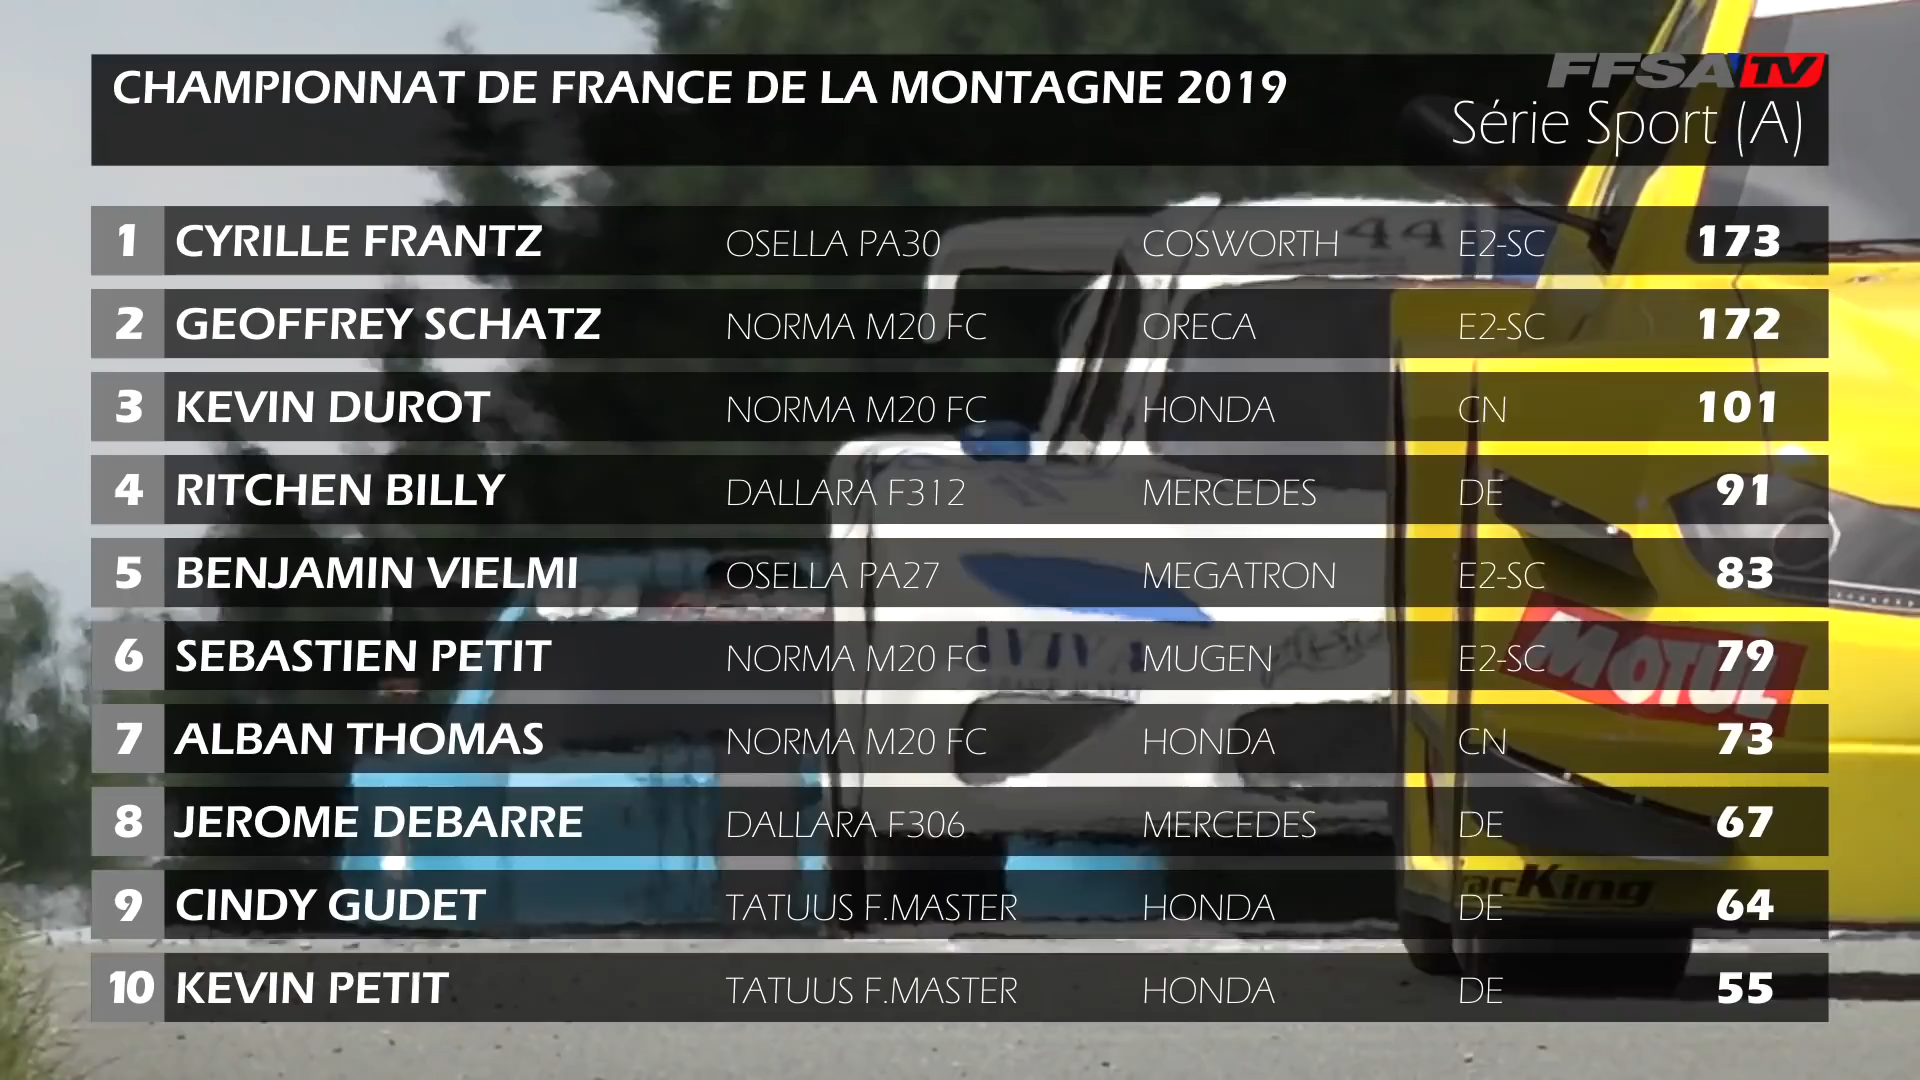 CHAMPIONNAT DE FRANCE DE LA MONTAGNE 2019
FFSA TV
Série Sport (A)
1 CYRILLE FRANTZ OSELLA PA30 COSWORTH E2-SC 173
44
2 GEOFFREY SCHATZ NORMA M20 FC ORECA E2-SC 172
3 KEVIN DUROT NORMA M20 FC HONDA CN 101
4 RITCHEN BILLY DALLARA F312 MERCEDES DE 91
5 BENJAMIN VIELMI OSELLA PA27 MEGATRON E2-SC 83
6 SEBASTIEN PETIT NORMA M20 FC MUGEN E2-SC 79
AVIVA
MOTUL
7 ALBAN THOMAS NORMA M20 FC HONDA CN 73
8 JEROME DEBARRE DALLARA F306 MERCEDES DE 67
9 CINDY GUDET TATUUS F.MASTER HONDA DE 64
10 KEVIN PETIT TATUUS F.MASTER HONDA DE 55